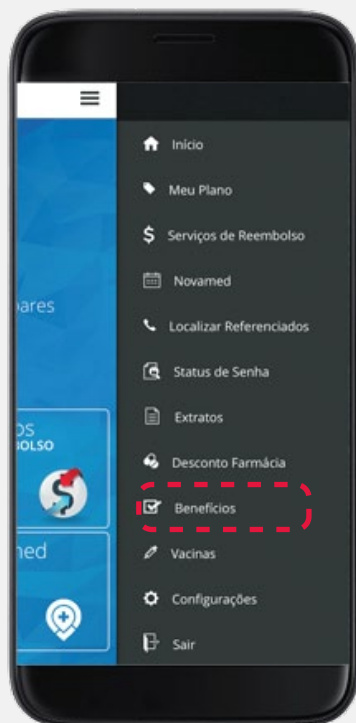 Início
Meu Plano
Serviços de Reembolso
Novamed
Localizar Referenciados
Status de Senha
Extratos
Desconto Farmácia
Benefícios
Vacinas
Configurações
Sair
ares
OS
BOLSO
ned